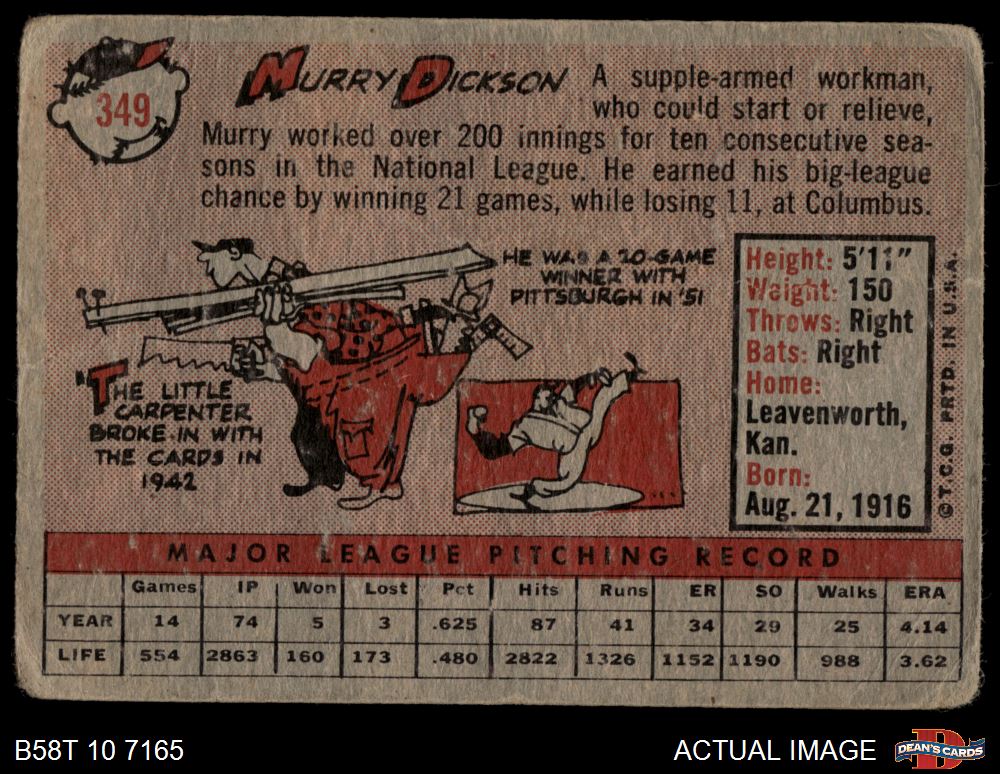 349
MURRY DICKSON
A supple-armed workman,
who could start or relieve,
Murry worked over 200 innings for ten consecutive sea-
sons in the National League. He earned his big-league
chance by winning 21 games, while losing 11, at Columbus.
HE WAS A 20-GAME
WINNER WITH
PITTSBURGH IN '51
"THE LITTLE
CARPENTER
BROKE IN WITH
THE CARDS IN
1942
Height: 5'11"
Weight: 150
Throws: Right
Bats: Right
Home:
Leavenworth,
Kan.
Born:
Aug. 21, 1916
© T.C.G. PRTD. IN U.S.A.
MAJOR LEAGUE PITCHING RECORD
Games IP Won Lost Pct Hits Runs ER SO Walks ERA
YEAR 14 74 5 3 .625 87 41 34 29 25 4.14
LIFE 554 2863 160 173 .480 2822 1326 1152 1190 988 3.62
B58T 10 7165
ACTUAL IMAGE
DEAN'S CARDS